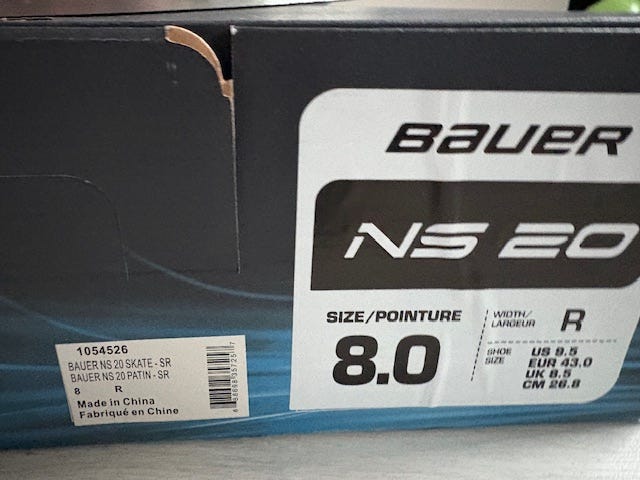 BAUER
NS 20
SIZE/POINTURE
8.0
WIDTH/
LARGEUR
R
SHOE
SIZE
US 9.5
EUR 43.0
UK 8.5
CM 26.8
1054526
BAUER NS 20 SKATE - SR
BAUER NS 20 PATIN - SR
8 R
Made in China
Fabriqué en Chine